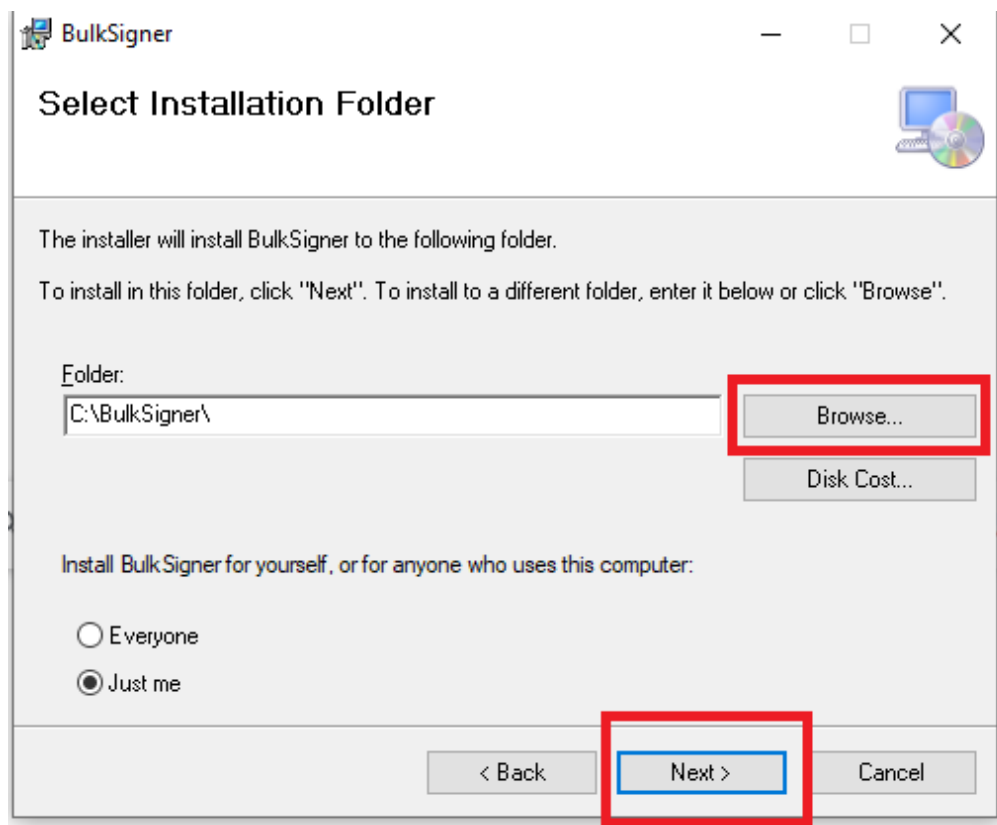 BulkSigner
Select Installation Folder
The installer will install BulkSigner to the following folder.
To install in this folder, click "Next". To install to a different folder, enter it below or click "Browse".
Folder:
C:\BulkSigner\
Browse...
Disk Cost...
Install BulkSigner for yourself, or for anyone who uses this computer:
Everyone
Just me
< Back
Next >
Cancel